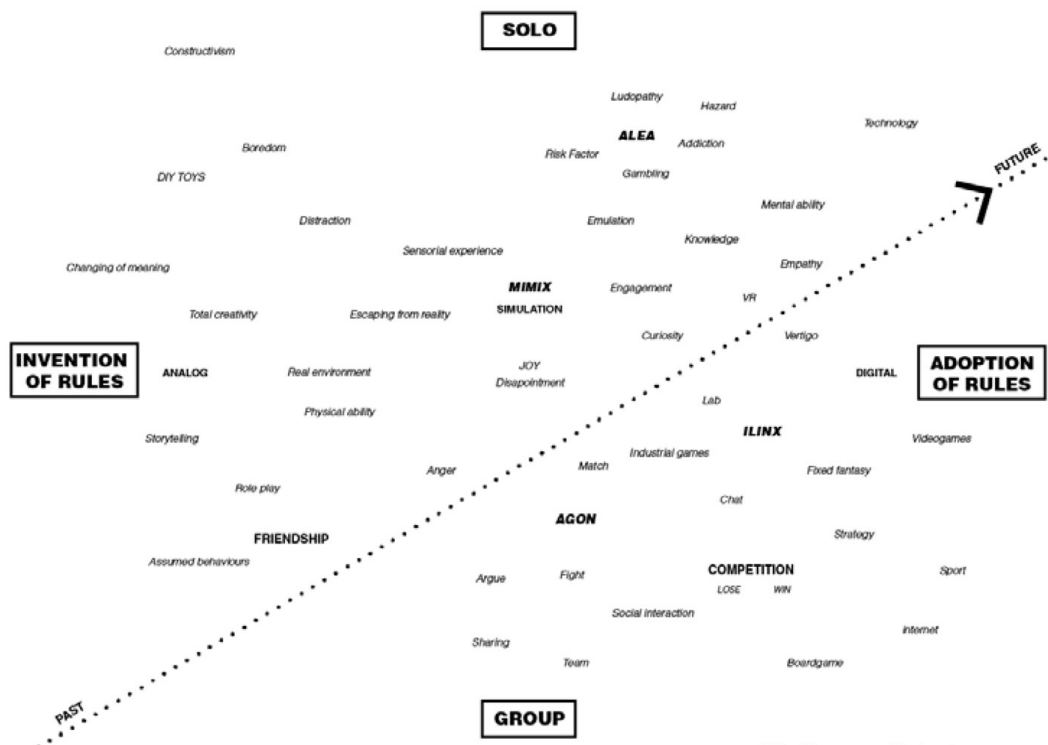 SOLO
Constructivism
Ludopathy
Hazard
Technology
ALEA
Addiction
Boredom
Risk Factor
FUTURE
Gambling
DIY TOYS
Mental ability
Distraction
Emulation
Knowledge
Sensorial experience
Changing of meaning
Empathy
MIMIX
SIMULATION
Engagement
VR
Total creativity
Escaping from reality
Curiosity
Vertigo
INVENTION
OF RULES
ANALOG
Real environment
JOY
Disapointment
DIGITAL
ADOPTION
OF RULES
Physical ability
Lab
Storytelling
ILINX
Videogames
Industrial games
Anger
Match
Fixed fantasy
Role play
Chat
AGON
FRIENDSHIP
Strategy
Assumed behaviours
Argue
Fight
COMPETITION
LOSE WIN
Sport
Social interaction
Internet
Sharing
Team
Boardgame
PAST
GROUP